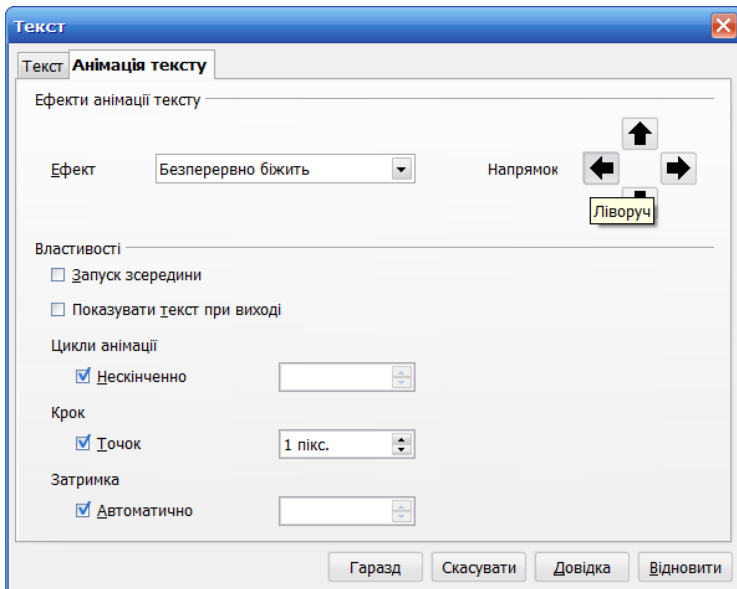 Текст
Текст Анімація тексту
Ефекти анімації тексту
Ефект Безперервно біжить Напрямок
Ліворуч
Властивості
Запуск зсередини
Показувати текст при виході
Цикли анімації
Нескінченно
Крок
Точок 1 пікс.
Затримка
Автоматично
Гаразд Скасувати Довідка Відновити